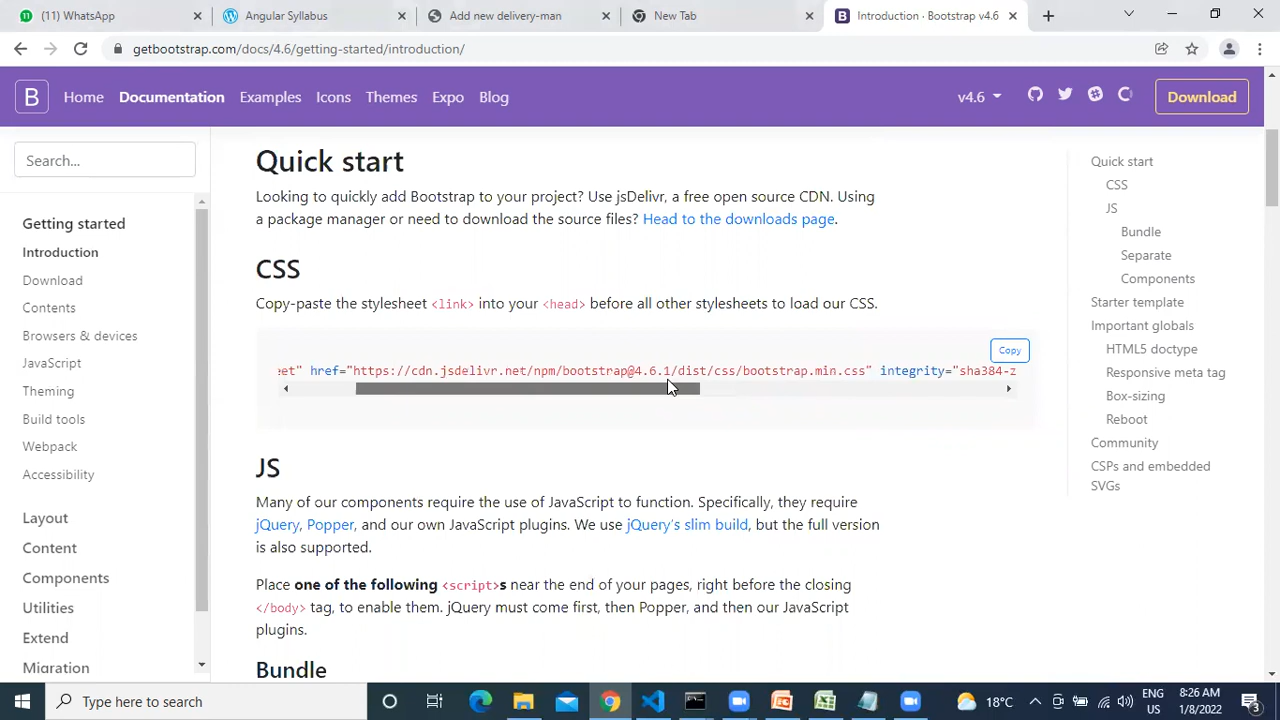 (11) WhatsApp
Angular Syllabus
Add new delivery-man
New Tab
Introduction · Bootstrap v4.6
getbootstrap.com/docs/4.6/getting-started/introduction/
B Home Documentation Examples Icons Themes Expo Blog v4.6 Download
Search...
Getting started
Introduction
Download
Contents
Browsers & devices
JavaScript
Theming
Build tools
Webpack
Accessibility
Layout
Content
Components
Utilities
Extend
Migration
Quick start
Looking to quickly add Bootstrap to your project? Use jsDelivr, a free open source CDN. Using
a package manager or need to download the source files? Head to the downloads page.
CSS
Copy-paste the stylesheet <link> into your <head> before all other stylesheets to load our CSS.
Copy
eet" href="https://cdn.jsdelivr.net/npm/bootstrap@4.6.1/dist/css/bootstrap.min.css" integrity="sha384-z
JS
Many of our components require the use of JavaScript to function. Specifically, they require
jQuery, Popper, and our own JavaScript plugins. We use jQuery's slim build, but the full version
is also supported.
Place one of the following <script>s near the end of your pages, right before the closing
</body> tag, to enable them. jQuery must come first, then Popper, and then our JavaScript
plugins.
Bundle
Quick start
CSS
JS
Bundle
Separate
Components
Starter template
Important globals
HTML5 doctype
Responsive meta tag
Box-sizing
Reboot
Community
CSPs and embedded
SVGs
Type here to search
18°C
ENG
US
8:26 AM
1/8/2022
3